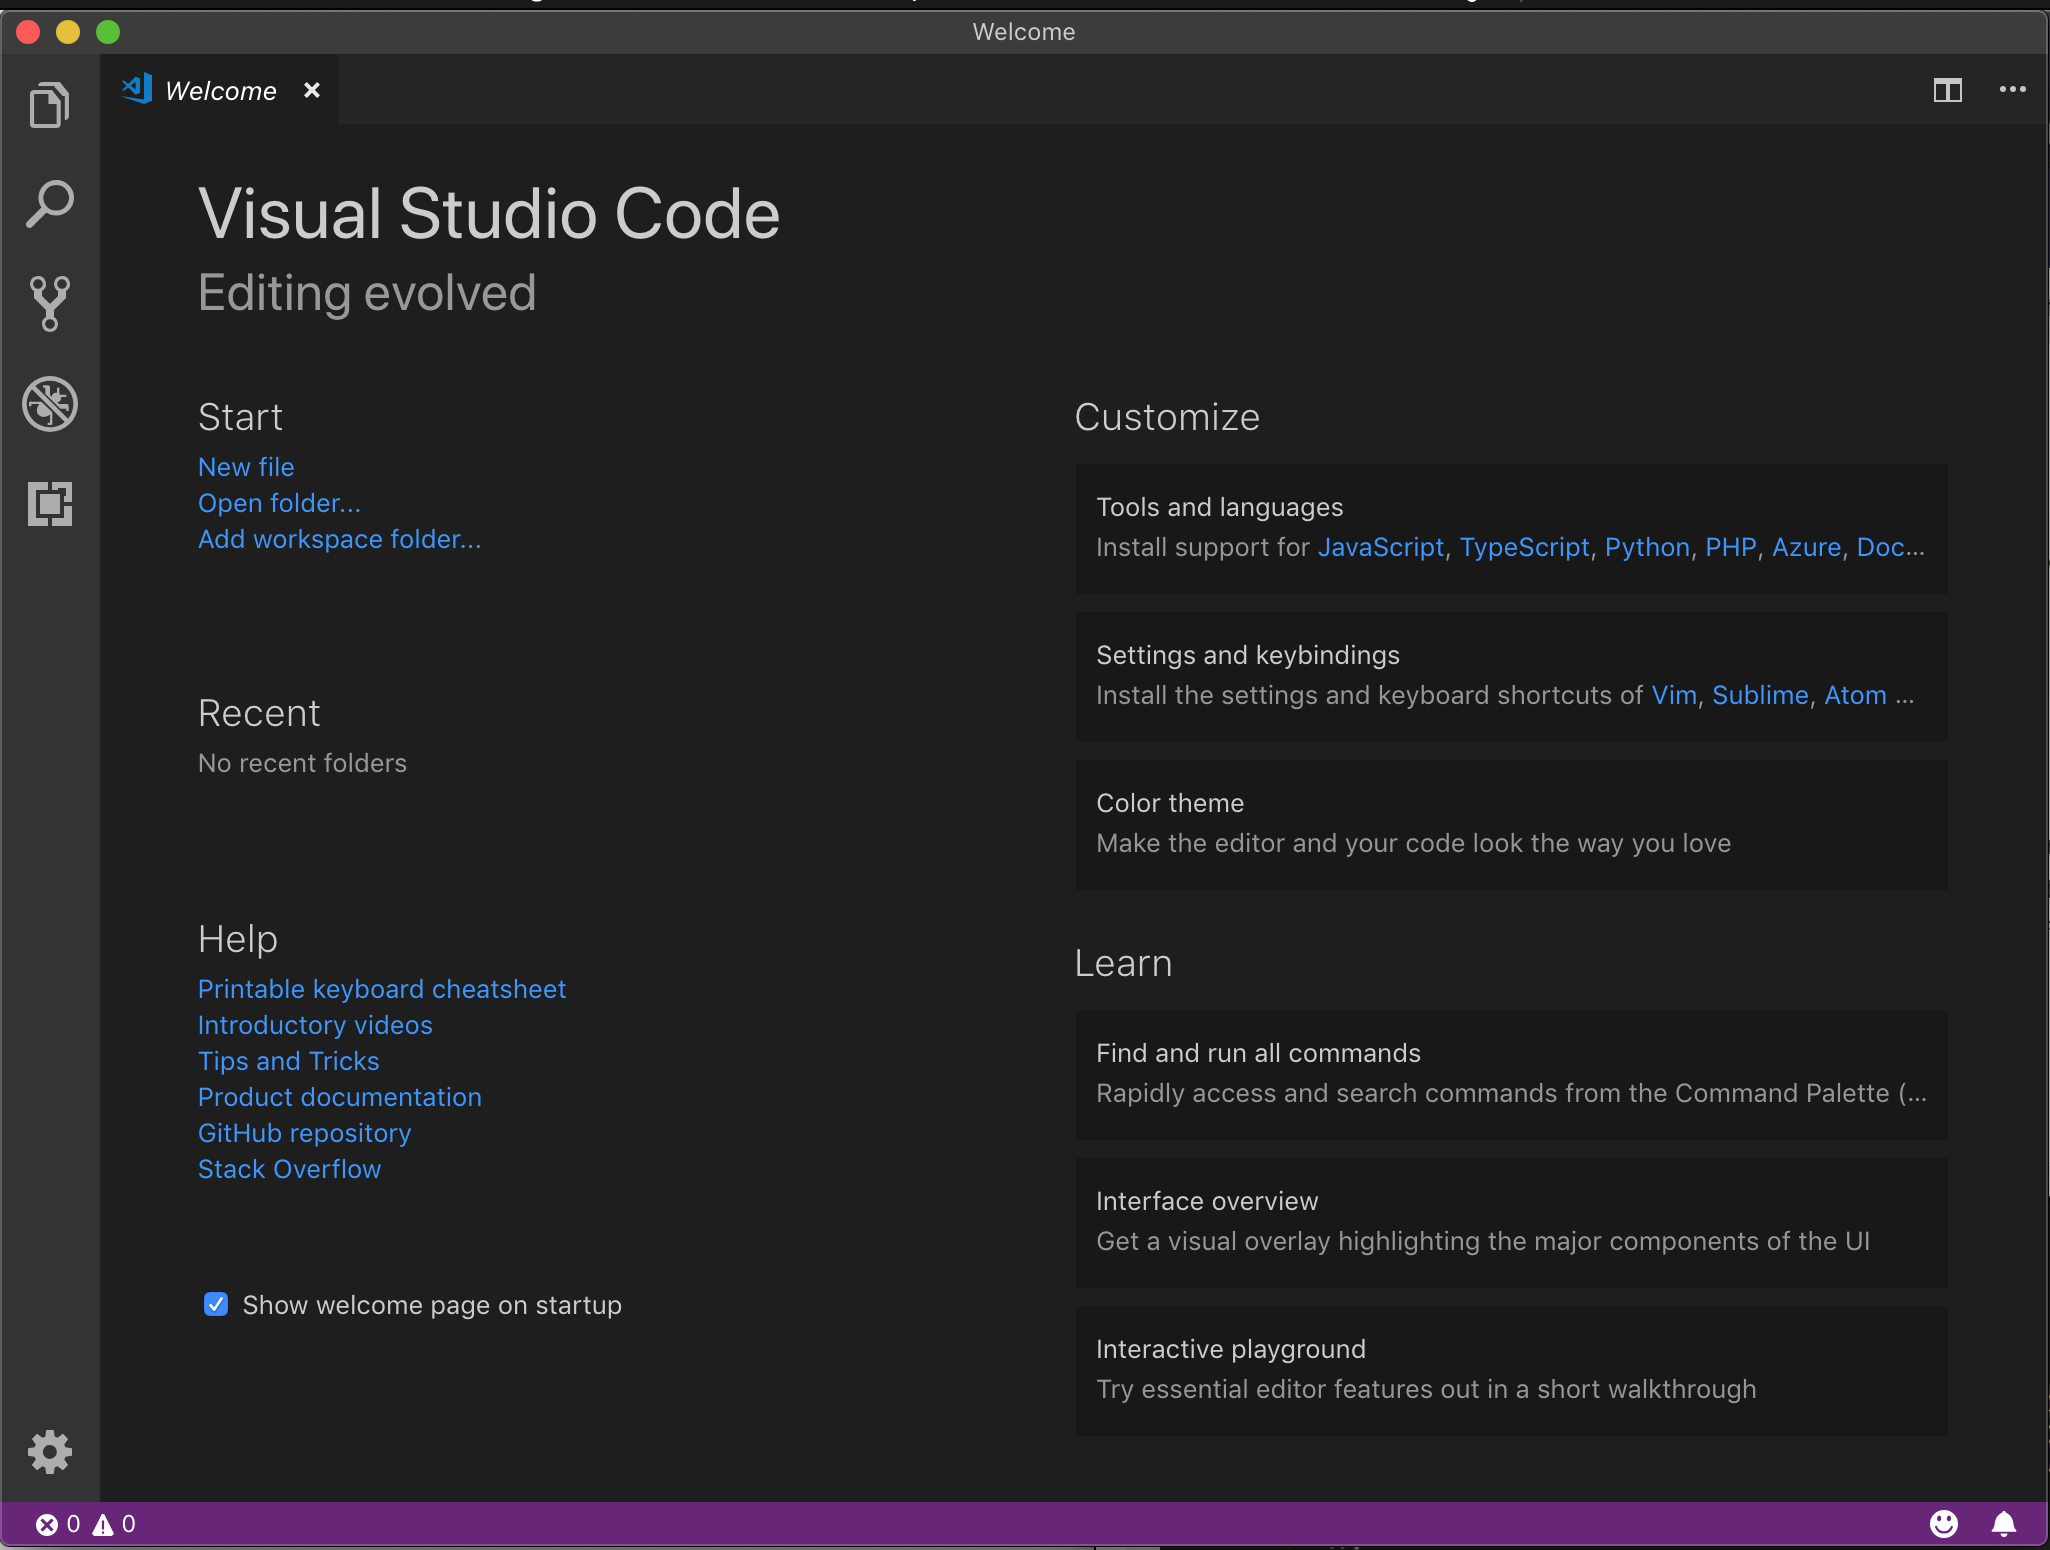 Welcome
Welcome
Visual Studio Code
Editing evolved
Start
New file
Open folder...
Add workspace folder...
Recent
No recent folders
Help
Printable keyboard cheatsheet
Introductory videos
Tips and Tricks
Product documentation
GitHub repository
Stack Overflow
Show welcome page on startup
Customize
Tools and languages
Install support for JavaScript, TypeScript, Python, PHP, Azure, Doc...
Settings and keybindings
Install the settings and keyboard shortcuts of Vim, Sublime, Atom ...
Color theme
Make the editor and your code look the way you love
Learn
Find and run all commands
Rapidly access and search commands from the Command Palette (...
Interface overview
Get a visual overlay highlighting the major components of the UI
Interactive playground
Try essential editor features out in a short walkthrough
0 0